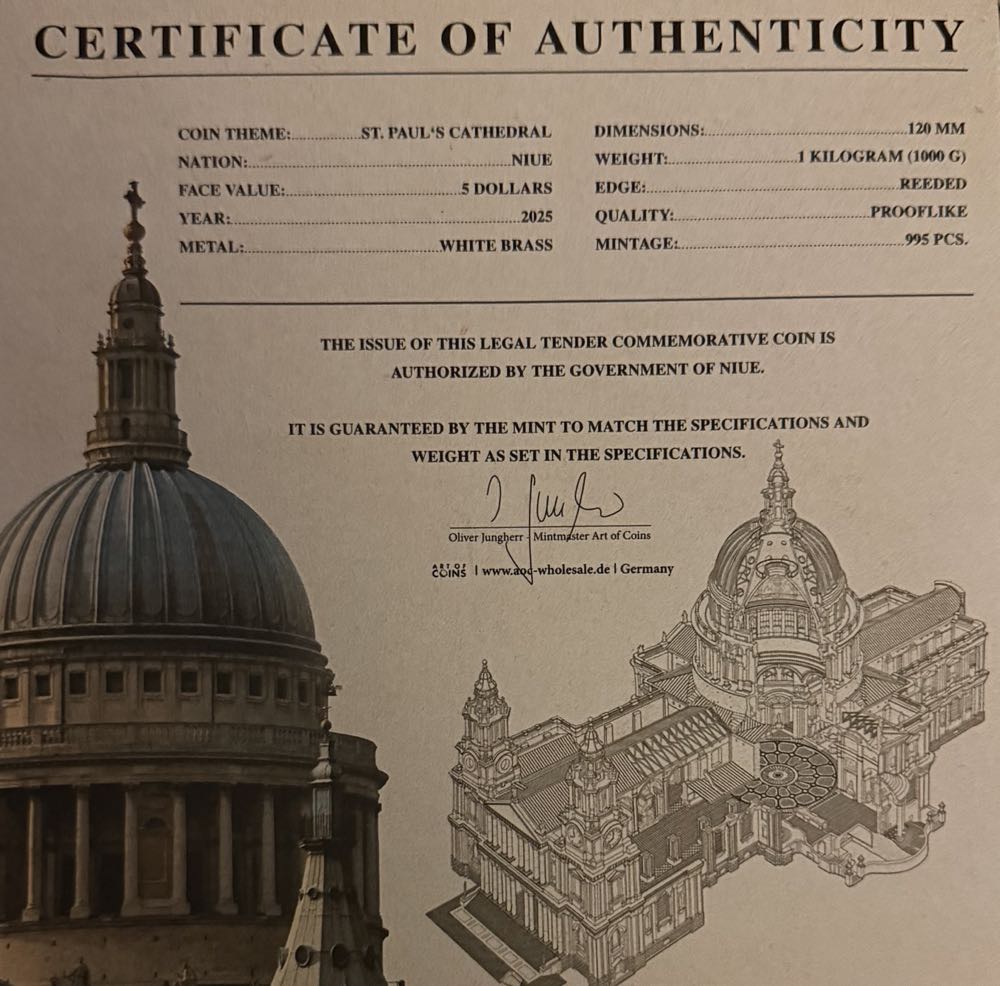 CERTIFICATE OF AUTHENTICITY
COIN THEME:..............ST. PAUL‘S CATHEDRAL
NATION:......................................................NIUE
FACE VALUE:....................................5 DOLLARS
YEAR:...........................................................2025
METAL:.......................................WHITE BRASS
DIMENSIONS:.........................................120 MM
WEIGHT:..........................1 KILOGRAM (1000 G)
EDGE:....................................................REEDED
QUALITY:.......................................PROOFLIKE
MINTAGE:..............................................995 PCS.
THE ISSUE OF THIS LEGAL TENDER COMMEMORATIVE COIN IS
AUTHORIZED BY THE GOVERNMENT OF NIUE.
IT IS GUARANTEED BY THE MINT TO MATCH THE SPECIFICATIONS AND
WEIGHT AS SET IN THE SPECIFICATIONS.
Oliver Jungherr - Mintmaster Art of Coins
ART OF COINS | www.aoc-wholesale.de | Germany